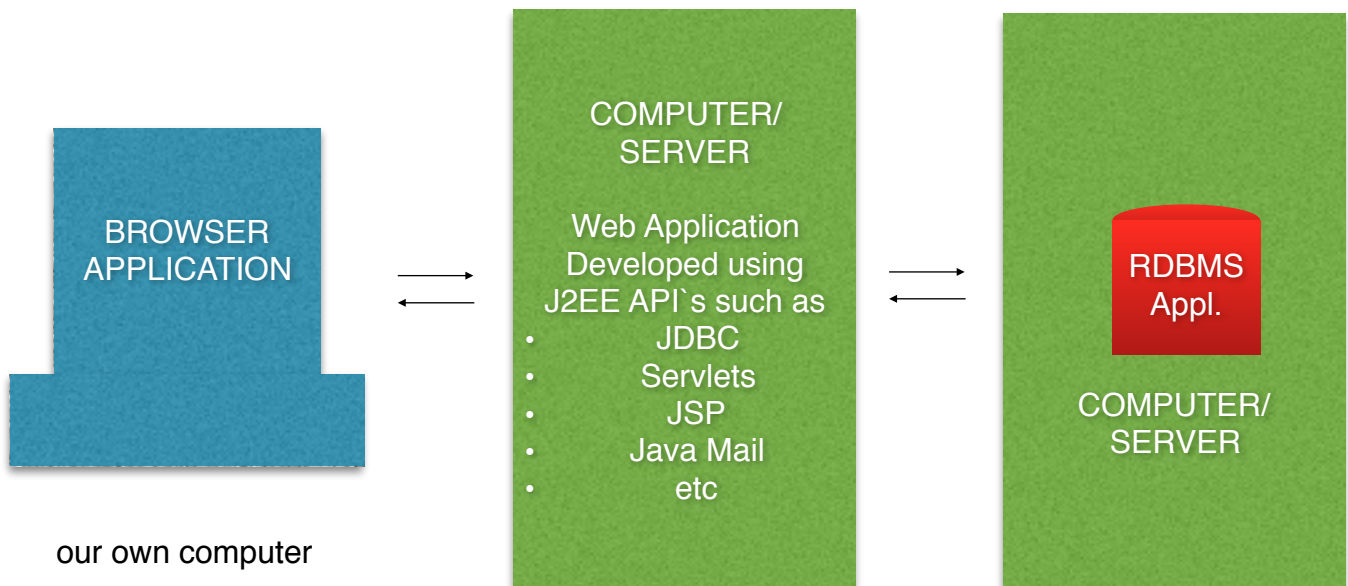 BROWSER
APPLICATION
our own computer
COMPUTER/
SERVER
Web Application
Developed using
J2EE API`s such as
• JDBC
• Servlets
• JSP
• Java Mail
• etc
RDBMS
Appl.
COMPUTER/
SERVER